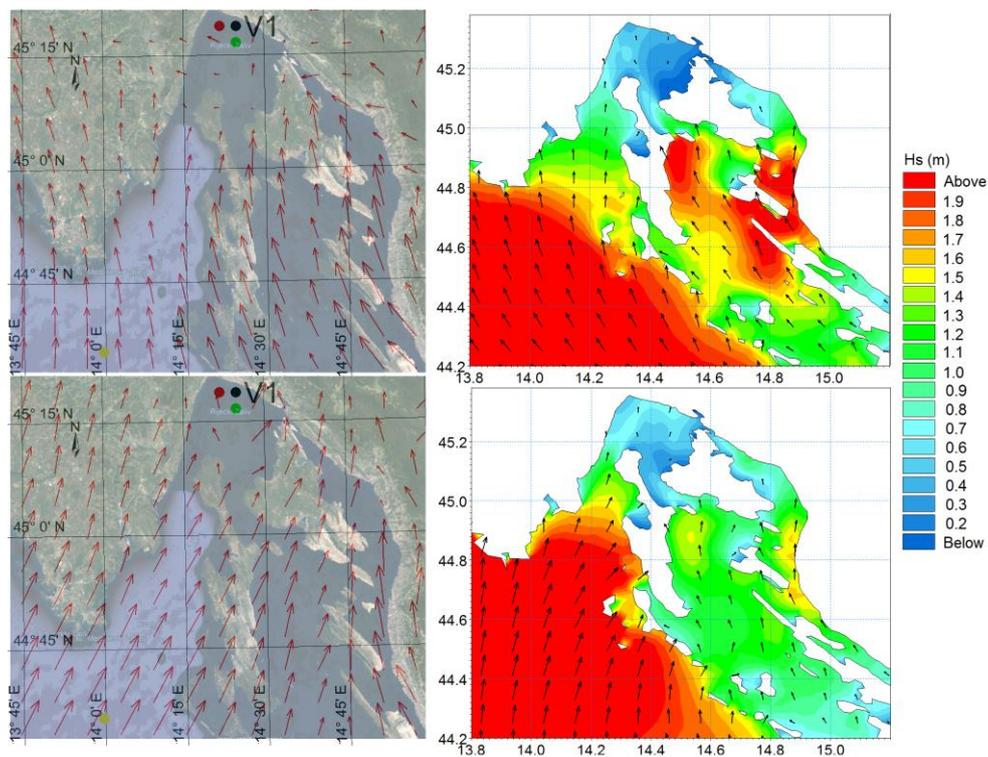 V1
45° 15' N
N
45° 0' N
44° 45' N
13° 45' E
14° 0' E
14° 15' E
14° 30' E
14° 45' E
45.2
45.0
44.8
44.6
44.4
44.2
13.8 14.0 14.2 14.4 14.6 14.8 15.0
Hs (m)
Above
1.9
1.8
1.7
1.6
1.5
1.4
1.3
1.2
1.1
1.0
0.9
0.8
0.7
0.6
0.5
0.4
0.3
0.2
Below
V1
45° 15' N
N
45° 0' N
44° 45' N
13° 45' E
14° 0' E
14° 15' E
14° 30' E
14° 45' E
45.2
45.0
44.8
44.6
44.4
44.2
13.8 14.0 14.2 14.4 14.6 14.8 15.0